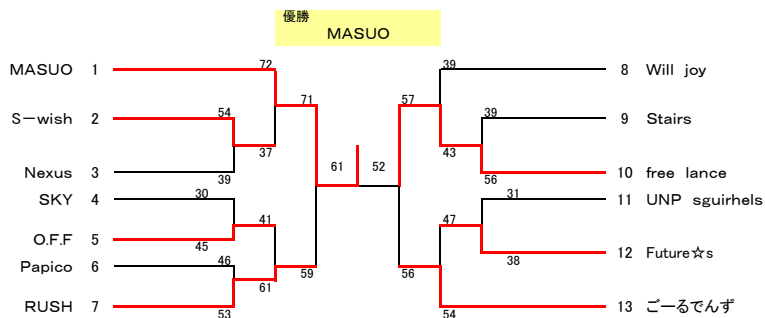 優勝
MASUO
MASUO 1
72
39
8 Will joy
71
57
S－wish 2
54
39
9 Stairs
37
61
52
43
Nexus 3
39
56
10 free lance
SKY 4
30
31
11 UNP sguirhels
41
47
O.F.F 5
45
38
12 Future☆s
Papico 6
46
59
56
61
RUSH 7
53
54
13 ごーるでんず